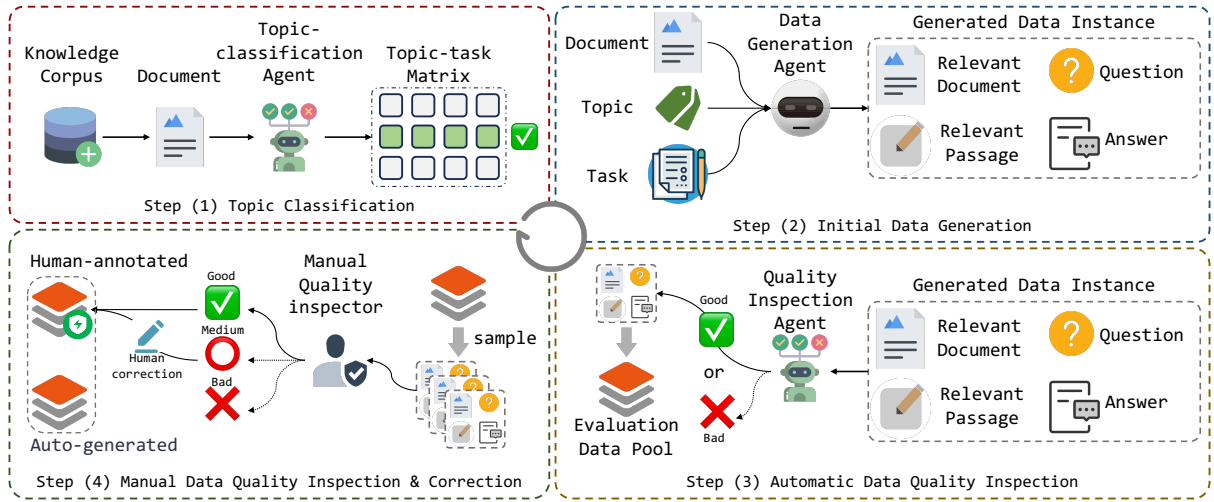 Knowledge
Corpus
Document
Topic-
classification
Agent
Topic-task
Matrix
Step (1) Topic Classification
Document
Topic
Task
Data
Generation
Agent
Generated Data Instance
Relevant
Document
Question
Relevant
Passage
Answer
Step (2) Initial Data Generation
Human-annotated
Auto-generated
Good
Medium
Bad
Human
correction
Manual
Quality
inspector
sample
Step (4) Manual Data Quality Inspection & Correction
Evaluation
Data Pool
Good
or
Bad
Quality
Inspection
Agent
Generated Data Instance
Relevant
Document
Question
Relevant
Passage
Answer
Step (3) Automatic Data Quality Inspection